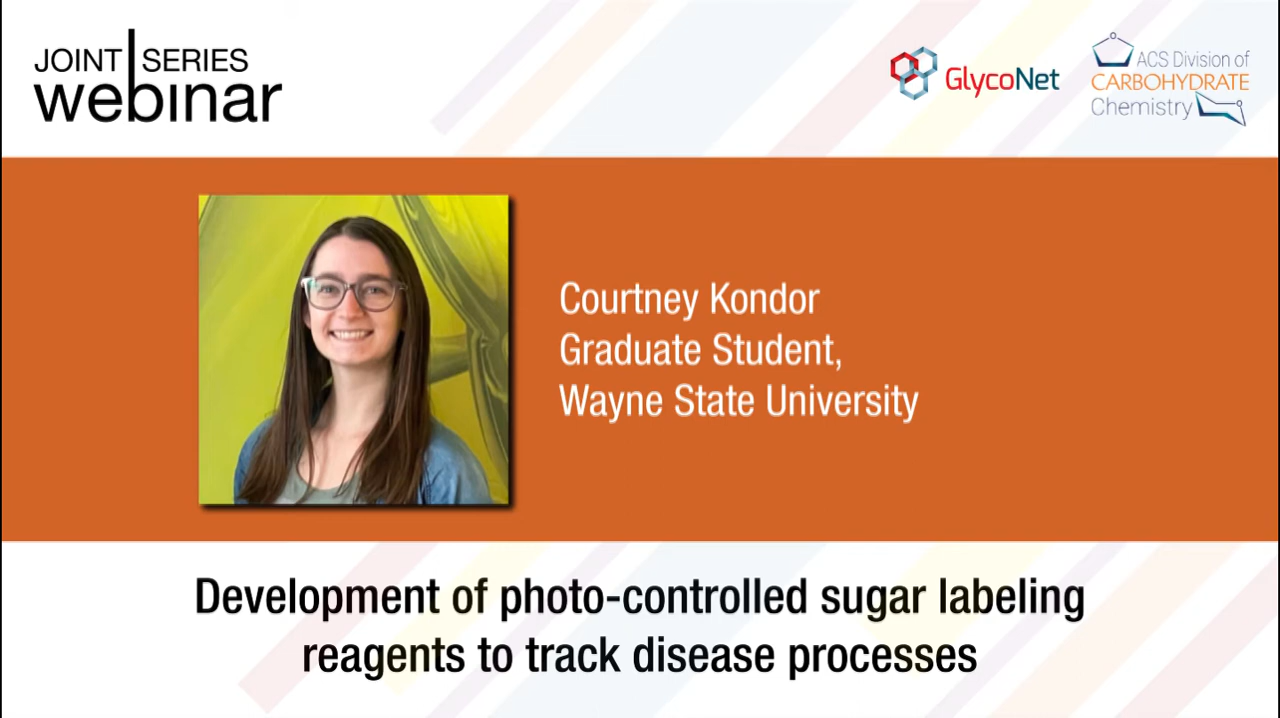 JOINT SERIES
webinar
GlycoNet
ACS Division of
CARBOHYDRATE
Chemistry
Courtney Kondor
Graduate Student,
Wayne State University
Development of photo-controlled sugar labeling
reagents to track disease processes